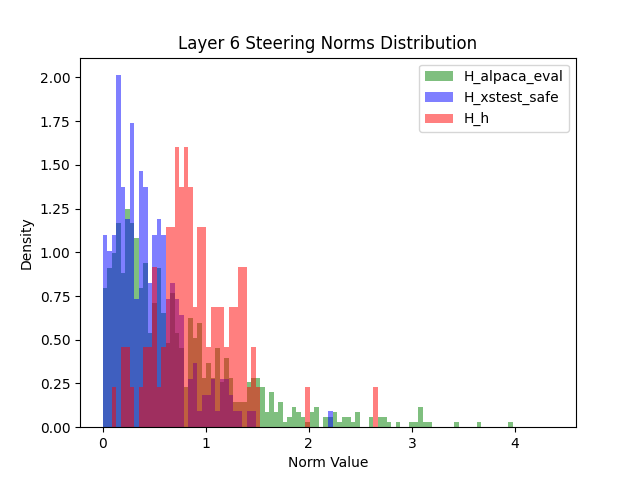 Layer 6 Steering Norms Distribution
H_alpaca_eval
H_xstest_safe
H_h
Density
2.00
1.75
1.50
1.25
1.00
0.75
0.50
0.25
0.00
0 1 2 3 4
Norm Value